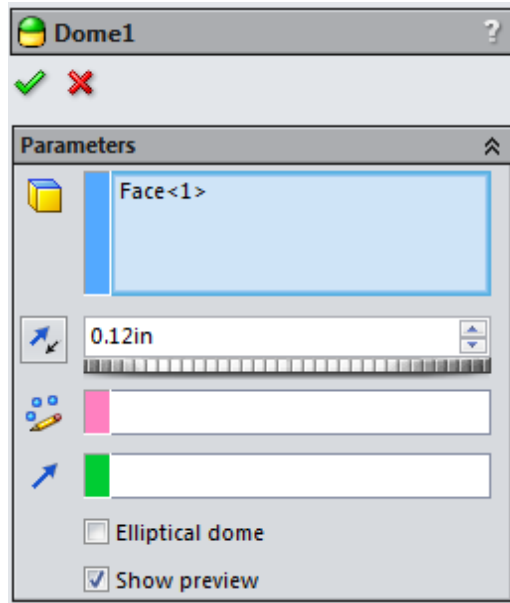 Dome1
?
Parameters
Face<1>
0.12in
Elliptical dome
Show preview